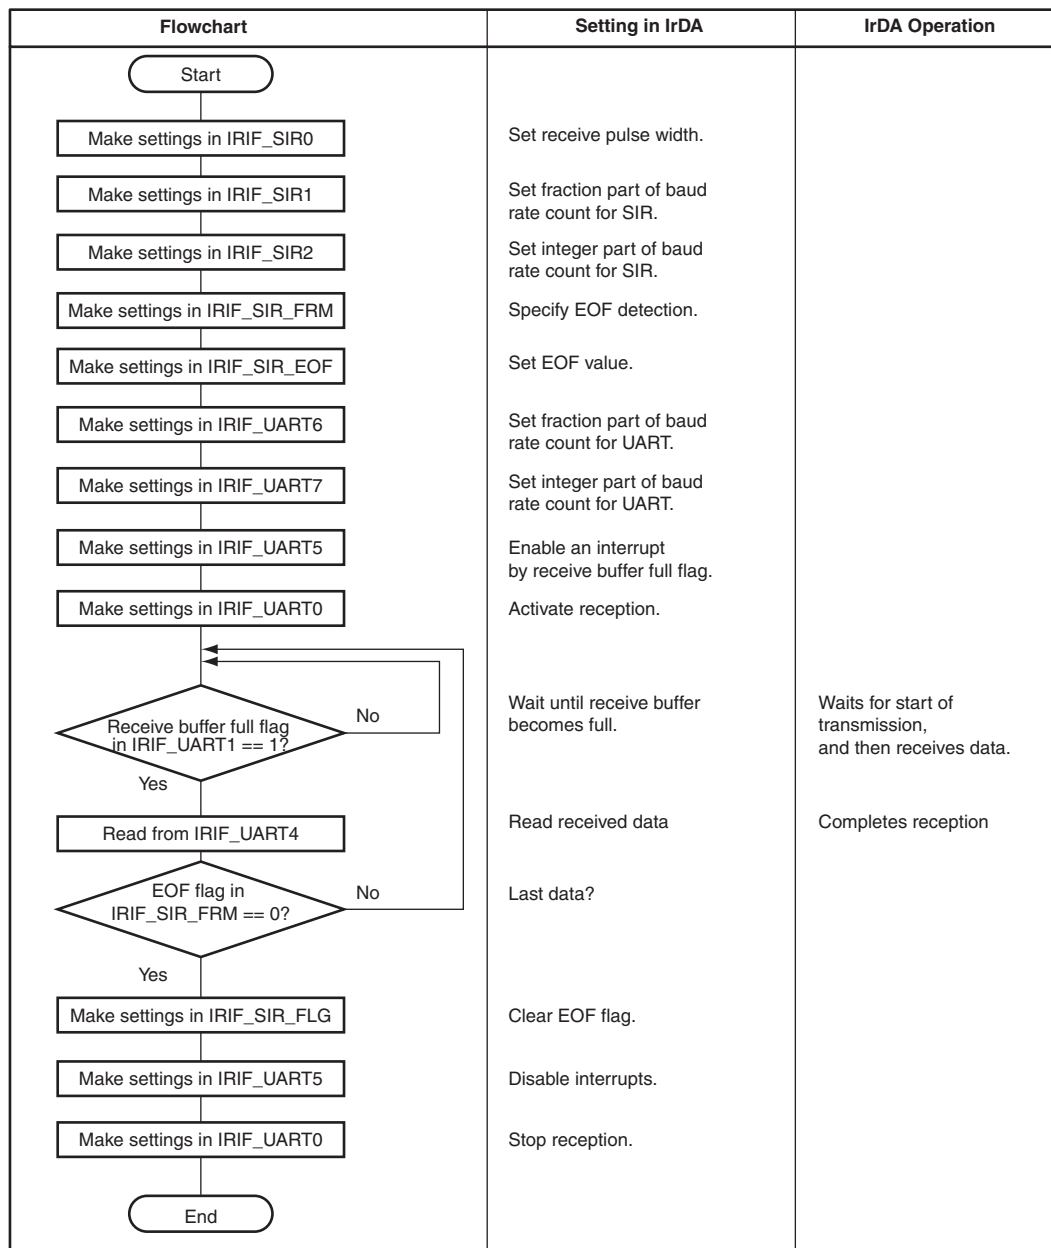 Flowchart
Setting in IrDA
IrDA Operation
Start
Make settings in IRIF_SIR0
Set receive pulse width.
Make settings in IRIF_SIR1
Set fraction part of baud
rate count for SIR.
Make settings in IRIF_SIR2
Set integer part of baud
rate count for SIR.
Make settings in IRIF_SIR_FRM
Specify EOF detection.
Make settings in IRIF_SIR_EOF
Set EOF value.
Make settings in IRIF_UART6
Set fraction part of baud
rate count for UART.
Make settings in IRIF_UART7
Set integer part of baud
rate count for UART.
Make settings in IRIF_UART5
Enable an interrupt
by receive buffer full flag.
Make settings in IRIF_UART0
Activate reception.
Receive buffer full flag
in IRIF_UART1 == 1?
No
Yes
Wait until receive buffer
becomes full.
Waits for start of
transmission,
and then receives data.
Read from IRIF_UART4
Read received data
Completes reception
EOF flag in
IRIF_SIR_FRM == 0?
No
Yes
Last data?
Make settings in IRIF_SIR_FLG
Clear EOF flag.
Make settings in IRIF_UART5
Disable interrupts.
Make settings in IRIF_UART0
Stop reception.
End